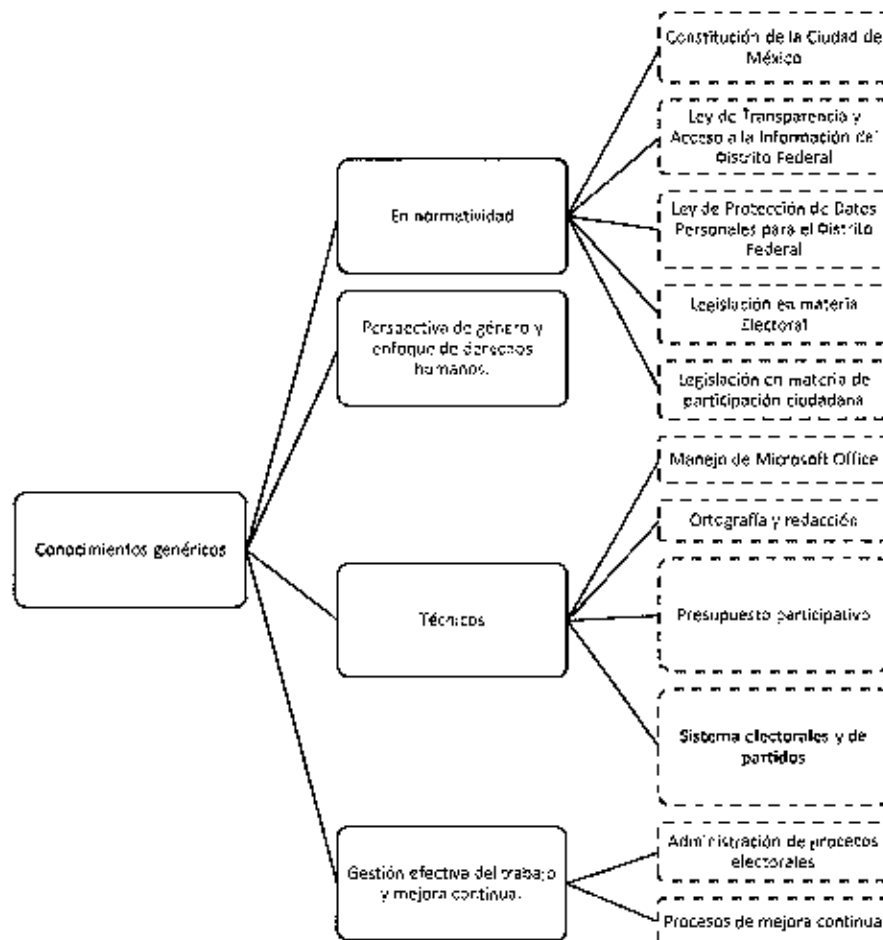 Conocimientos genéricos
En normatividad
Perspectiva de género y
enfoque de derechos
humanos.
Técnicos
Gestión efectiva del trabajo
y mejora continua.
Constitución de la Ciudad de
México
Ley de Transparencia y
Acceso a la Información del
Distrito Federal
Ley de Protección de Datos
Personales para el Distrito
Federal
Legislación en materia
Electoral
Legislación en materia de
participación ciudadana
Manejo de Microsoft Office
Ortografía y redacción
Presupuesto participativo
Sistema electorales y de
partidos
Administración de procetos
electorales
Procesos de mejora continua